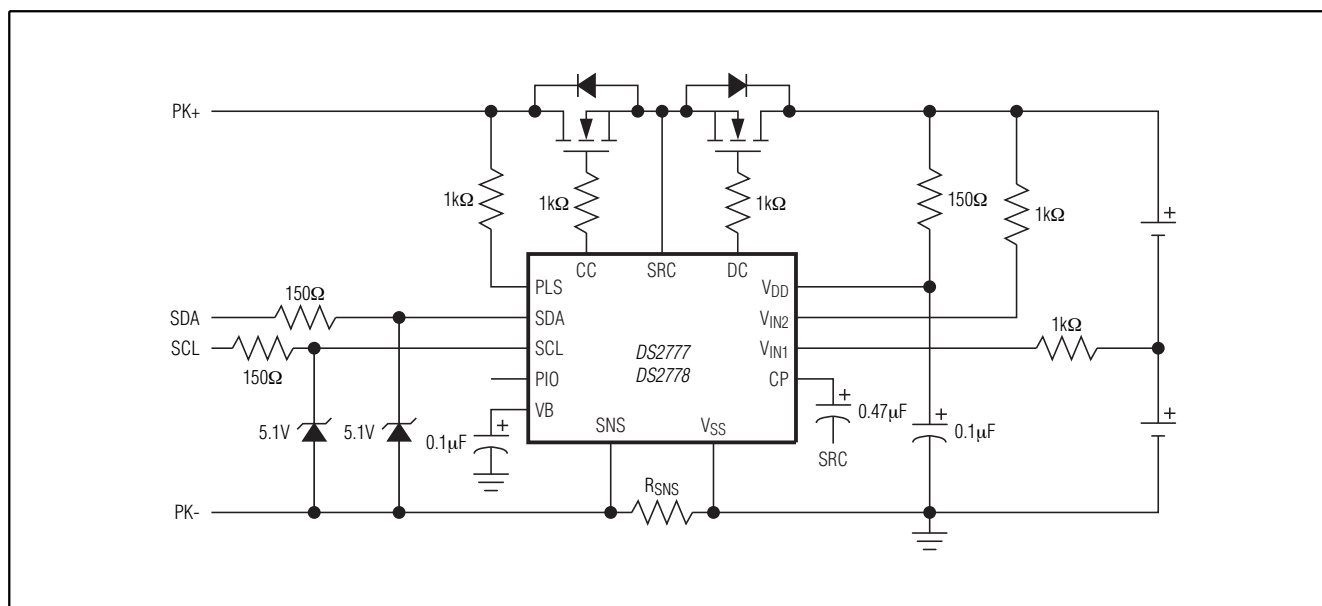 PK+
1kΩ
1kΩ
1kΩ
150Ω
1kΩ
+
CC
SRC
DC
PLS
VDD
150Ω
SDA
SDA
VIN2
1kΩ
SCL
SCL
VIN1
150Ω
DS2777
DS2778
PIO
CP
+
0.47μF
+
+
VB
5.1V
5.1V
+
0.1μF
SNS
VSS
SRC
0.1μF
RSNS
PK-